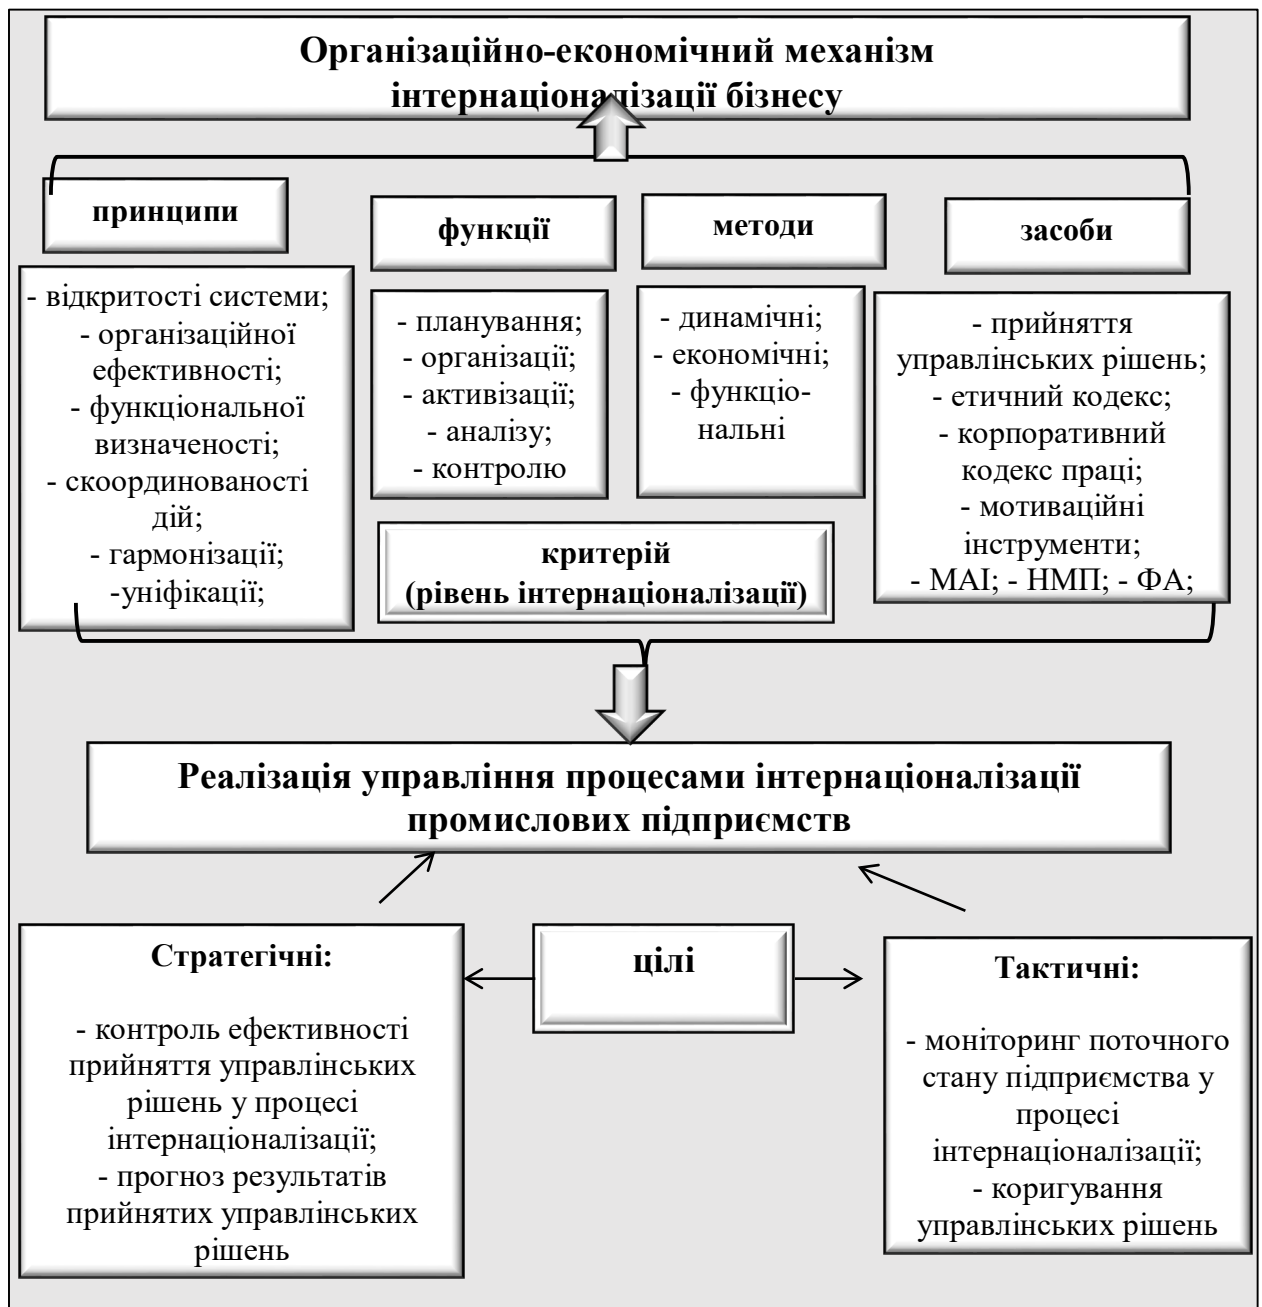 Організаційно-економічний механізм
інтернаціоналізації бізнесу
принципи
- відкритості системи;
- організаційної
ефективності;
- функціональної
визначеності;
- скоординованості
дій;
- гармонізації;
-уніфікації;
функції
- планування;
- організації;
- активізації;
- аналізу;
- контролю
методи
- динамічні;
- економічні;
- функціо-
нальні
засоби
- прийняття
управлінських рішень;
- етичний кодекс;
- корпоративний
кодекс праці;
- мотиваційні
інструменти;
- МАІ; - НМП; - ФА;
критерій
(рівень інтернаціоналізації)
Реалізація управління процесами інтернаціоналізації
промислових підприємств
Стратегічні:
- контроль ефективності
прийняття управлінських
рішень у процесі
інтернаціоналізації;
- прогноз результатів
прийнятих управлінських
рішень
цілі
Тактичні:
- моніторинг поточного
стану підприємства у
процесі
інтернаціоналізації;
- коригування
управлінських рішень